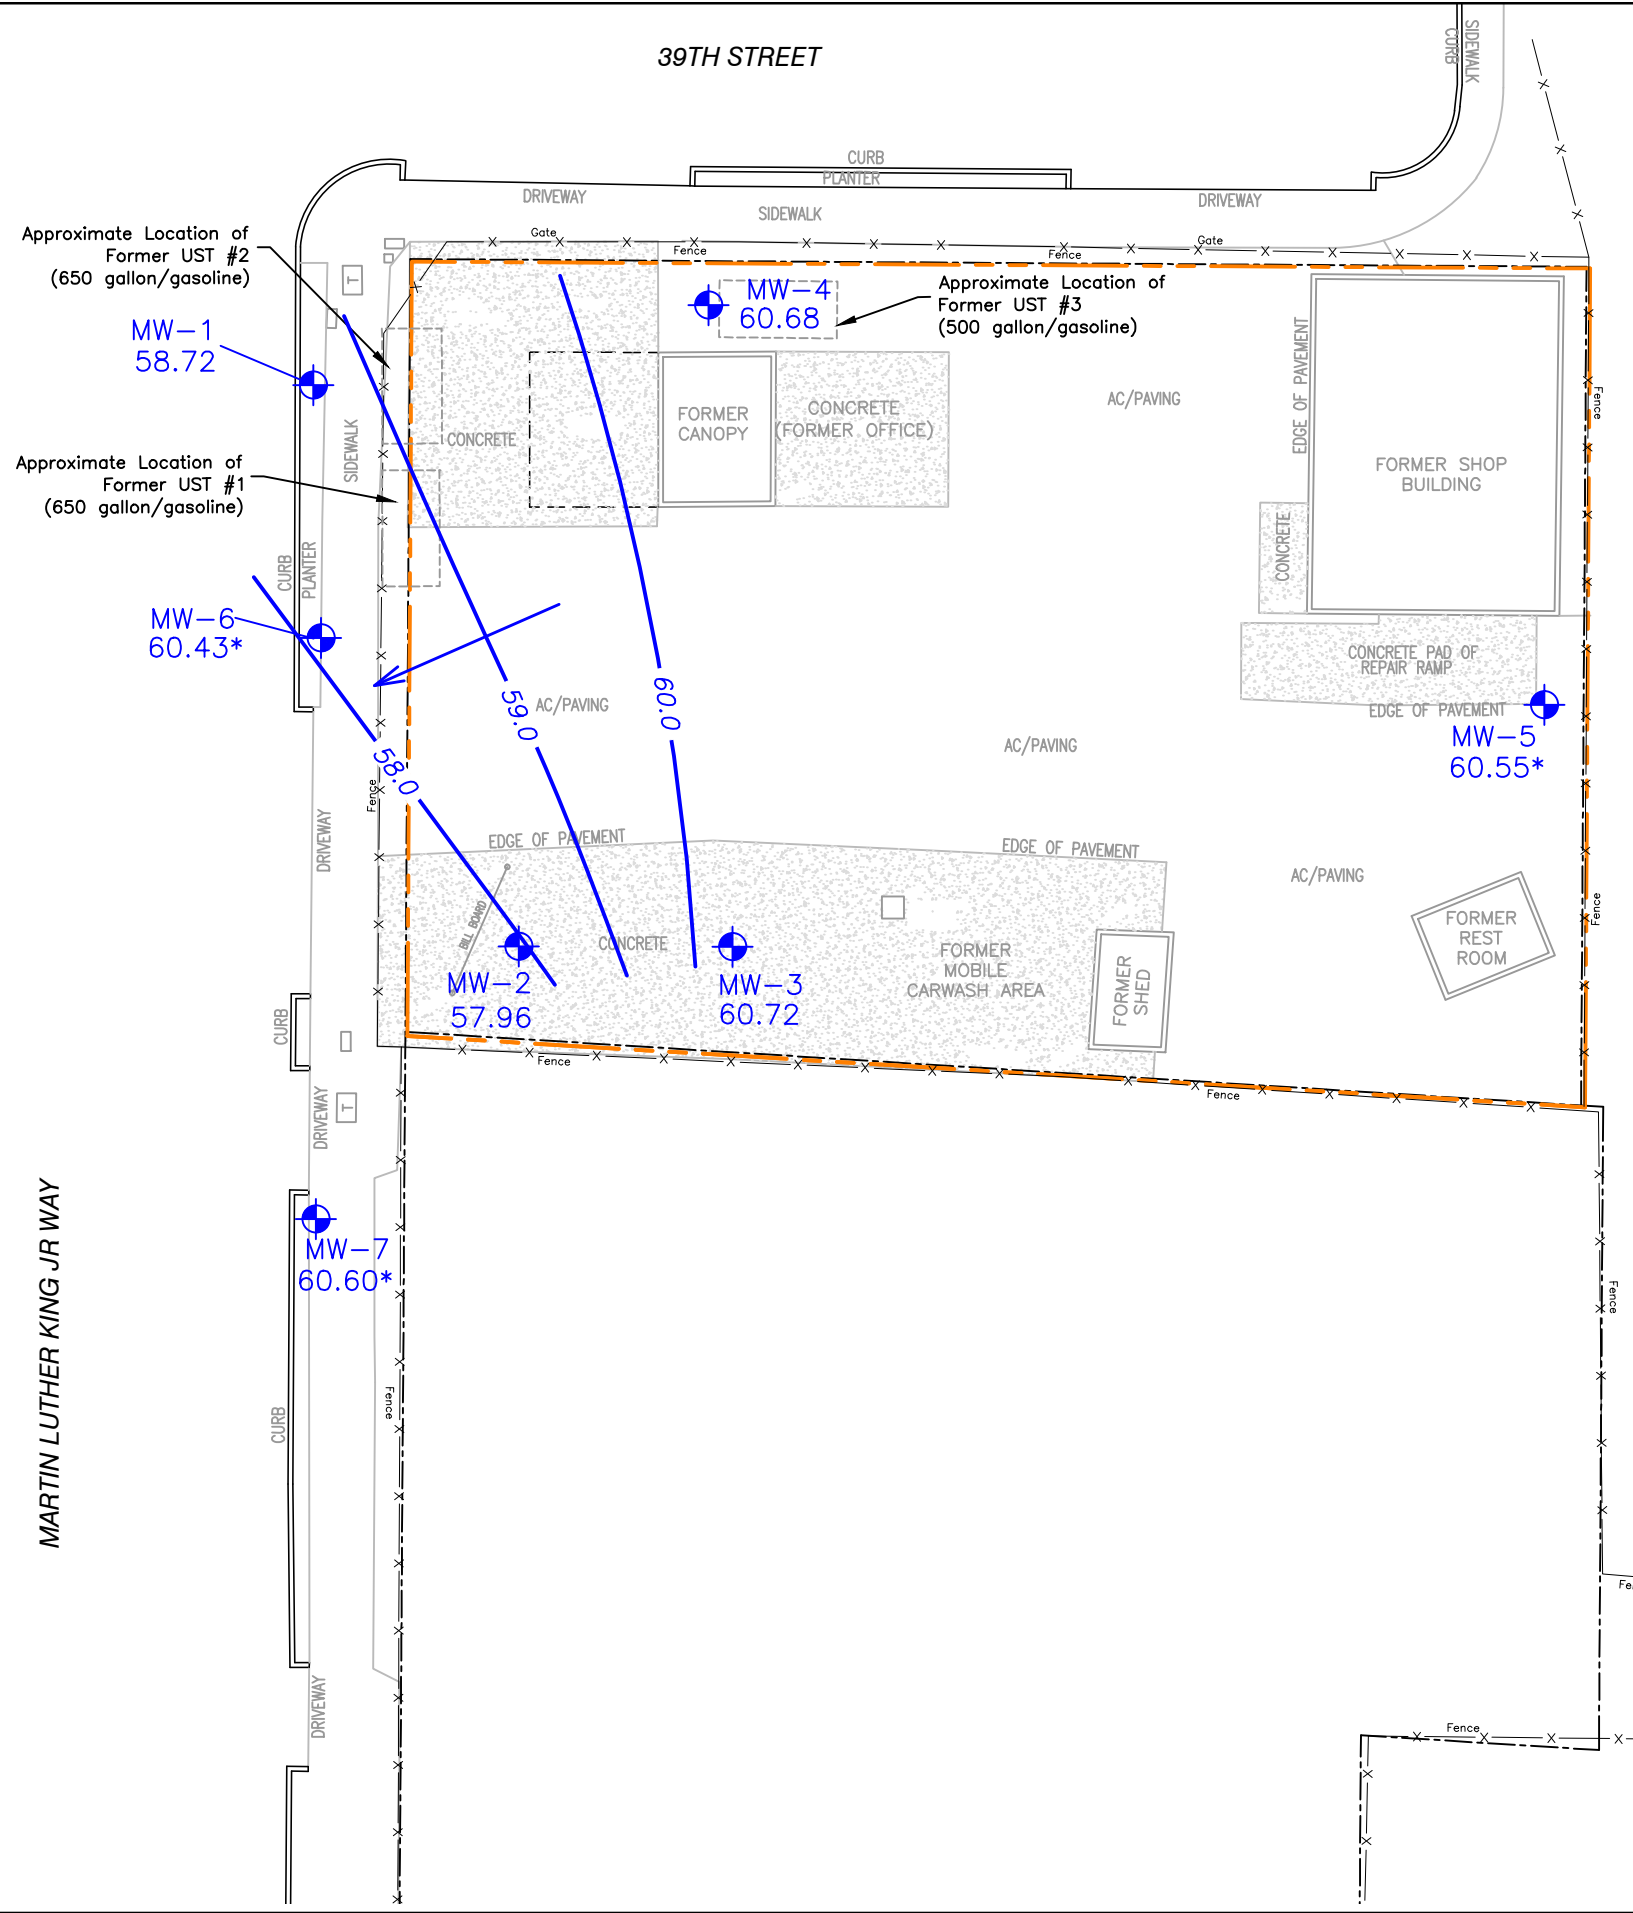 39TH STREET
SIDEWALK
CURB
CURB
PLANTER
DRIVEWAY
SIDEWALK
DRIVEWAY
Gate
Fence
Fence
Gate
Approximate Location of
Former UST #2
(650 gallon/gasoline)
T
MW-1
58.72
MW-4
60.68
Approximate Location of
Former UST #3
(500 gallon/gasoline)
EDGE OF PAVEMENT
Fence
AC/PAVING
FORMER
CANOPY
CONCRETE
(FORMER OFFICE)
CONCRETE
SIDEWALK
Approximate Location of
Former UST #1
(650 gallon/gasoline)
FORMER SHOP
BUILDING
CONCRETE
CURB
PLANTER
MW-6
60.43*
CONCRETE PAD OF
REPAIR RAMP
EDGE OF PAVEMENT
MW-5
60.55*
59.0
60.0
58.0
AC/PAVING
AC/PAVING
Fence
DRIVEWAY
EDGE OF PAVEMENT
EDGE OF PAVEMENT
AC/PAVING
BILL BOARD
CONCRETE
MW-2
57.96
MW-3
60.72
FORMER
MOBILE
CARWASH AREA
FORMER
SHED
FORMER
REST
ROOM
Fence
CURB
Fence
Fence
DRIVEWAY
T
MARTIN LUTHER KING JR WAY
MW-7
60.60*
Fence
Fence
CURB
DRIVEWAY
Fence